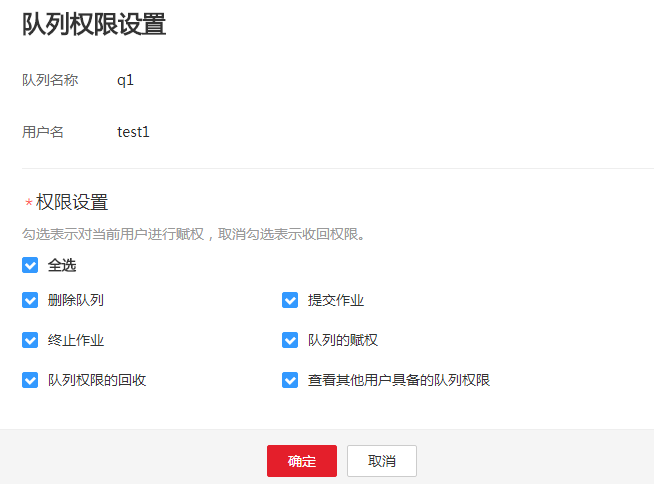 队列权限设置
队列名称 q1
用户名 test1
*权限设置
勾选表示对当前用户进行赋权，取消勾选表示收回权限。
全选
删除队列 提交作业
终止作业 队列的赋权
队列权限的回收 查看其他用户具备的队列权限
确定 取消